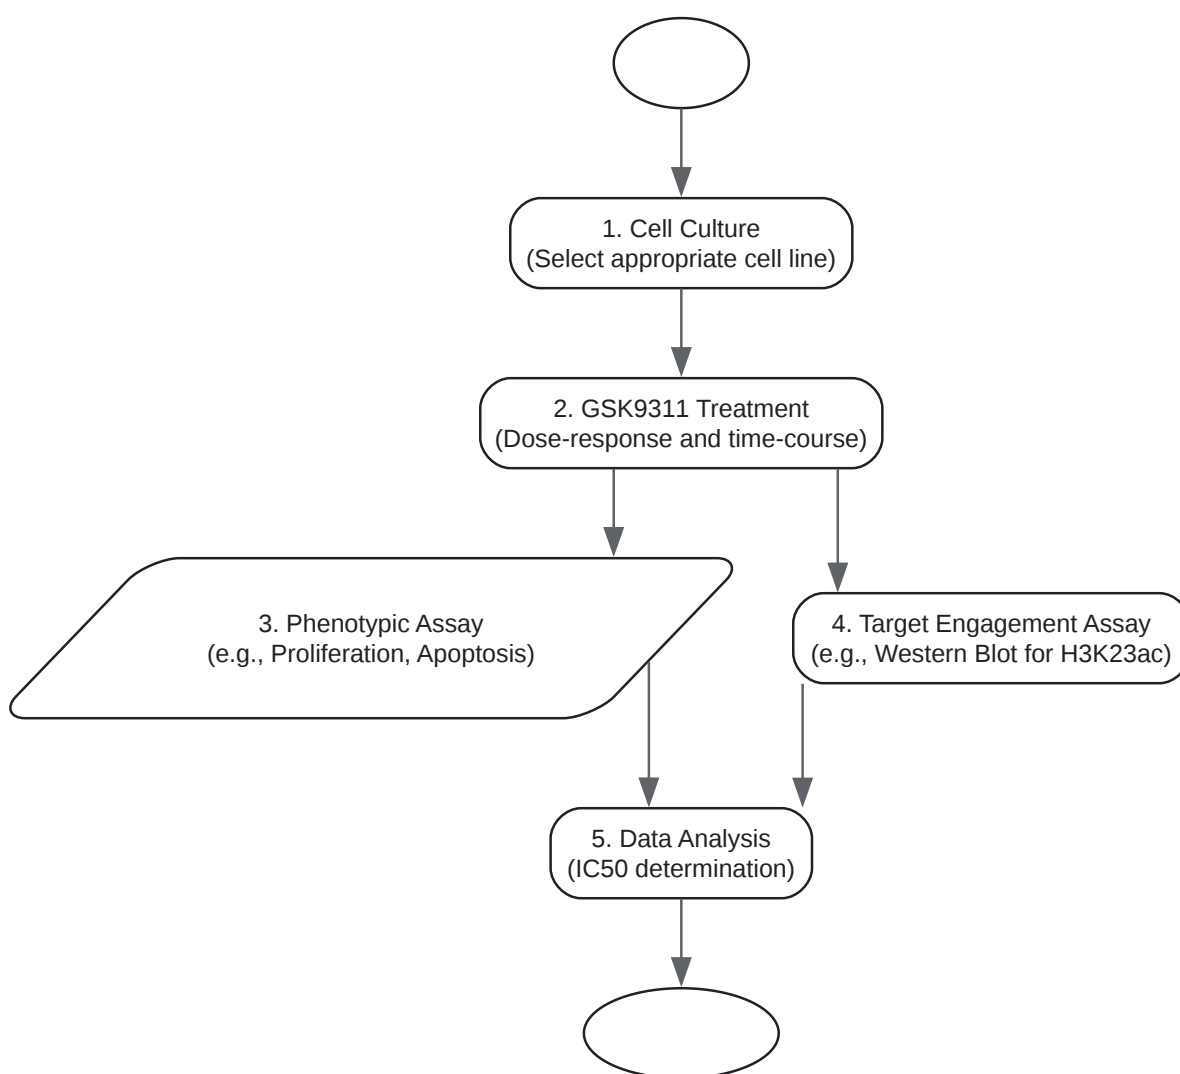 1. Cell Culture
(Select appropriate cell line)
2. GSK9311 Treatment
(Dose-response and time-course)
3. Phenotypic Assay
(e.g., Proliferation, Apoptosis)
4. Target Engagement Assay
(e.g., Western Blot for H3K23ac)
5. Data Analysis
(IC50 determination)